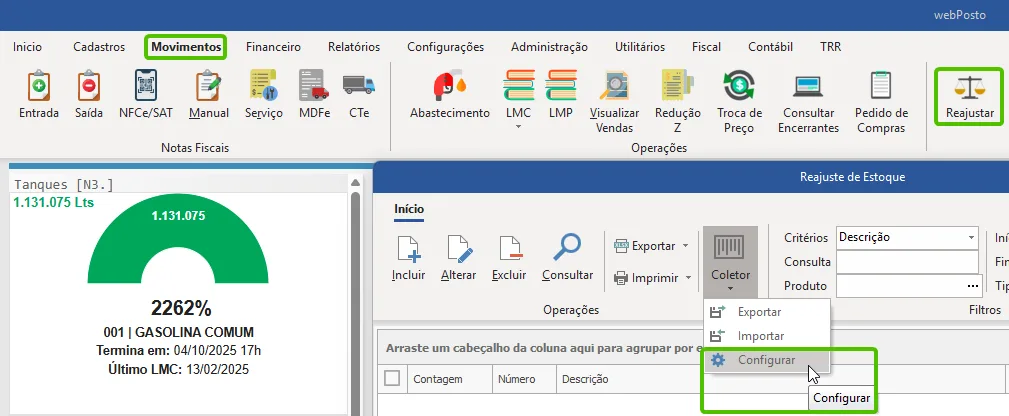 webPosto
Inicio Cadastros Movimentos Financeiro Relatórios Configurações Administração Utilitários Fiscal Contábil TRR
Entrada Saída NFCe/SAT Manual Serviço MDFe CTe Abastecimento LMC LMP Visualizar Vendas Redução Z Troca de Preço Consultar Encerrantes Pedido de Compras Reajustar
Notas Fiscais Operações
Tanques [N3.]
1.131.075 Lts
1.131.075
2262%
001 | GASOLINA COMUM
Termina em: 04/10/2025 17h
Último LMC: 13/02/2025
Reajuste de Estoque
Início
Incluir Alterar Excluir Consultar
Exportar
Imprimir
Coletor
Critérios Descrição
Consulta
Produto ...
Operações Filtros
Exportar
Importar
Configurar
Arraste um cabeçalho da coluna aqui para agrupar por
Contagem Número Descrição
Configurar